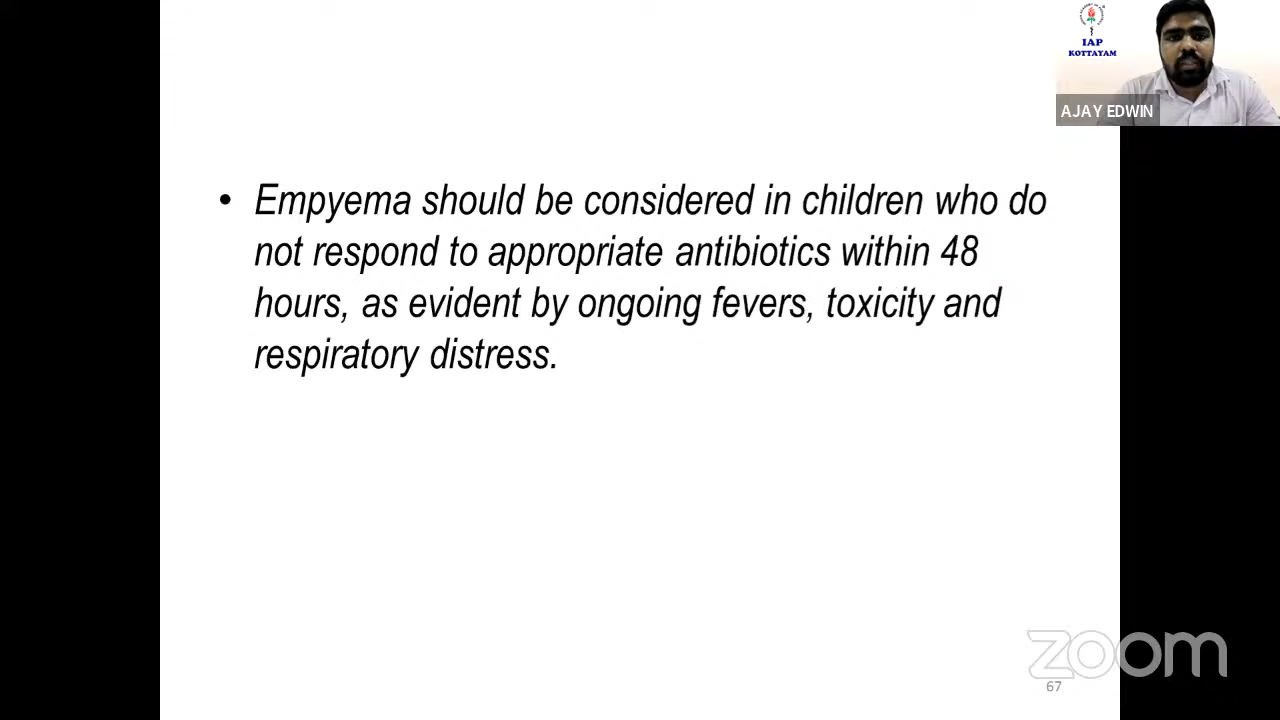 IAP
KOTTAYAM
AJAY EDWIN
• Empyema should be considered in children who do
not respond to appropriate antibiotics within 48
hours, as evident by ongoing fevers, toxicity and
respiratory distress.
zoom
67